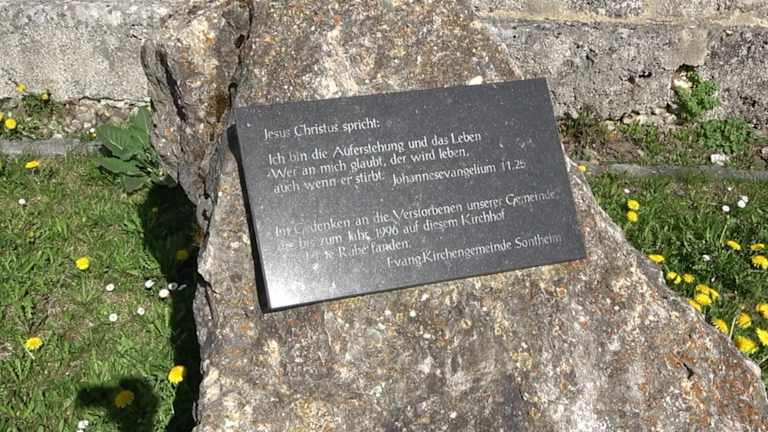 Jesus Christus spricht:
Ich bin die Auferstehung und das Leben
Wer an mich glaubt, der wird leben,
auch wenn er stirbt. Johannesevangelium 11.25
Im Gedenken an die Verstorbenen unserer Gemeinde,
die bis zum Jahr 1996 auf diesem Kirchhof
letzte Ruhe fanden.
Evang.Kirchengemeinde Sontheim